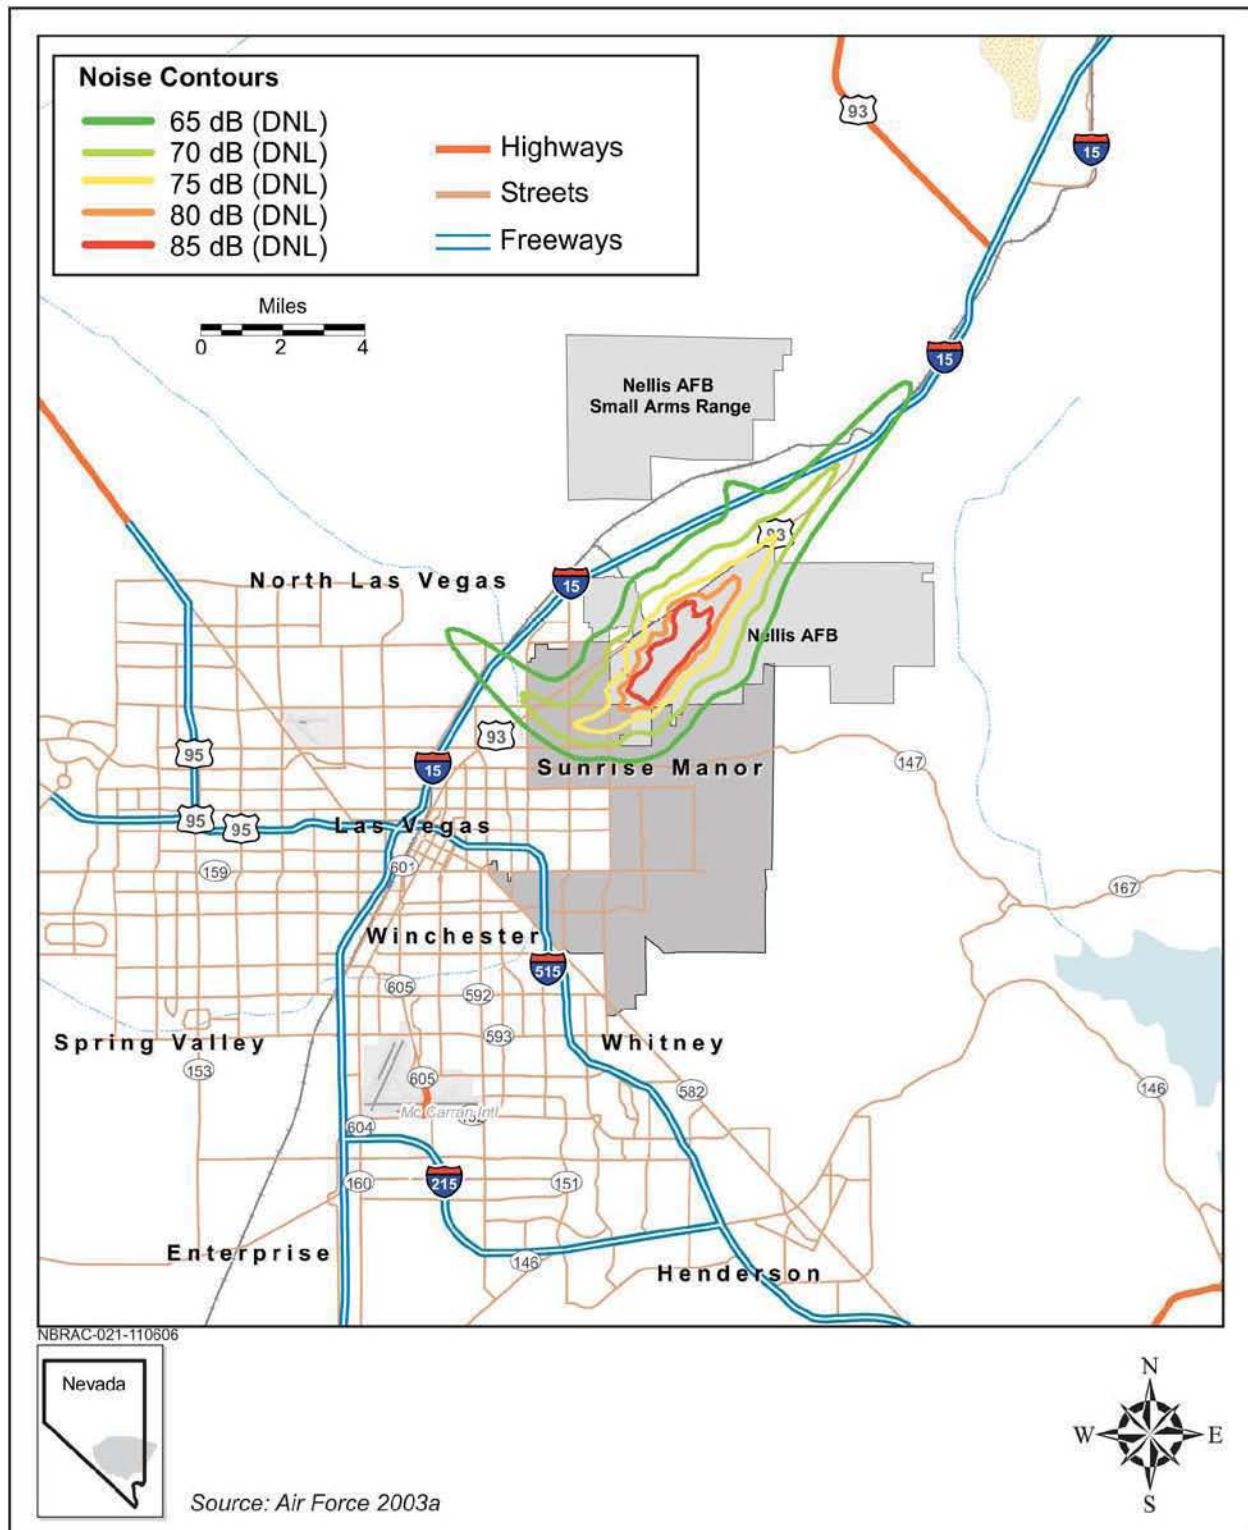 Noise Contours
65 dB (DNL)
70 dB (DNL)
75 dB (DNL)
80 dB (DNL)
85 dB (DNL)
Highways
Streets
Freeways
Miles
0 2 4
93
15
15
Nellis AFB
Small Arms Range
93
North Las Vegas
15
Nellis AFB
93
95
15
Sunrise Manor
147
95
95
Las Vegas
159
601
167
Winchester
515
605
592
593
Spring Valley
Whitney
153
605
582
146
Mc Carran Intl
604
160
215
151
Enterprise
146
Henderson
NBRAC-021-110606
Nevada
N
W E
S
Source: Air Force 2003a